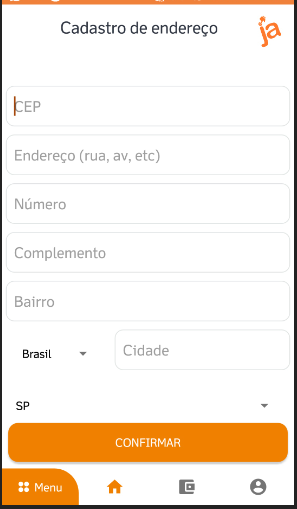 Cadastro de endereço
ja
CEP
Endereço (rua, av, etc)
Número
Complemento
Bairro
Brasil
Cidade
SP
CONFIRMAR
Menu